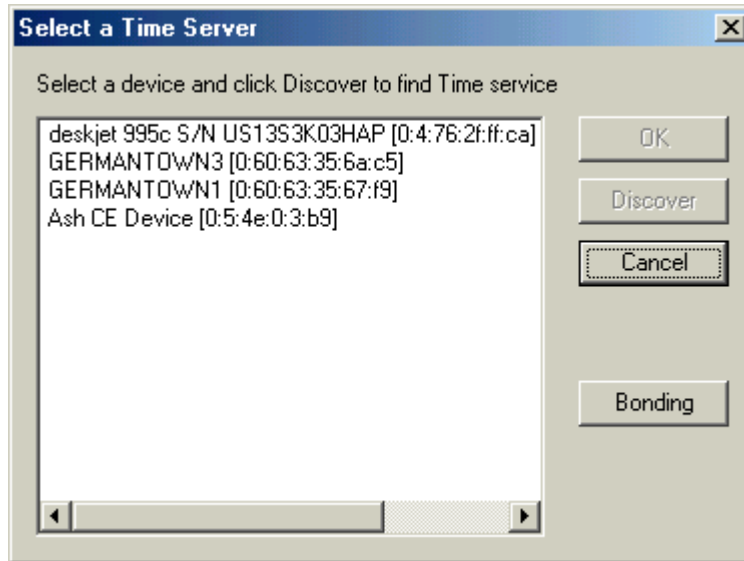 Select a Time Server
Select a device and click Discover to find Time service
deskjet 995c S/N US13S3K03HAP [0:4:76:2f:ff:ca]
GERMANTOWN3 [0:60:63:35:6a:c5]
GERMANTOWN1 [0:60:63:35:67:f9]
Ash CE Device [0:5:4e:0:3:b9]
OK
Discover
Cancel
Bonding